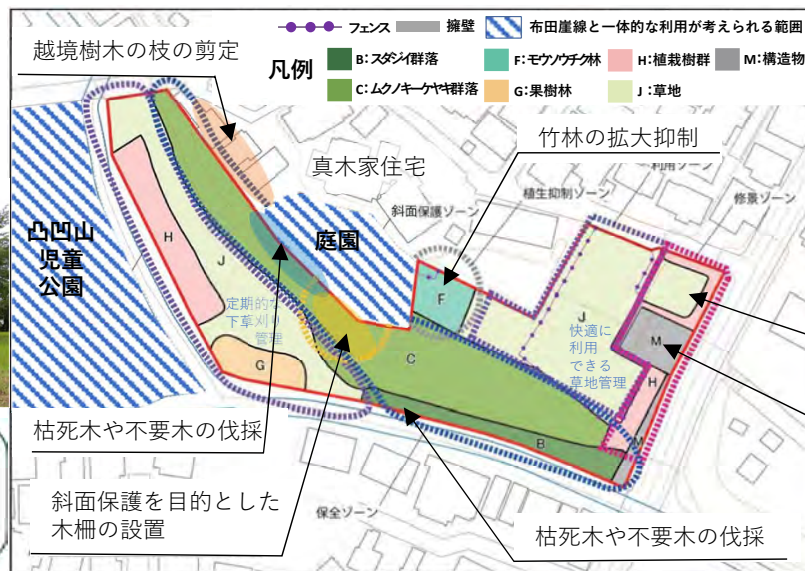 フェンス
擁壁
布田崖線と一体的な利用が考えられる範囲
凡例
B:スダジイ群落
F:モウソウチク林
H:植栽樹群
M:構造物
C:ムクノキーケヤキ群落
G:果樹林
J:草地
越境樹木の枝の剪定
竹林の拡大抑制
真木家住宅
利用ゾーン
植生抑制ゾーン
修景ゾーン
斜面保護ゾーン
凸凹山
児童
公園
庭園
H
J
F
J
M
定期的な
下草刈り
管理
快適に
利用
できる
草地管理
C
H
G
B
M
枯死木や不要木の伐採
斜面保護を目的とした
木柵の設置
保全ゾーン
枯死木や不要木の伐採